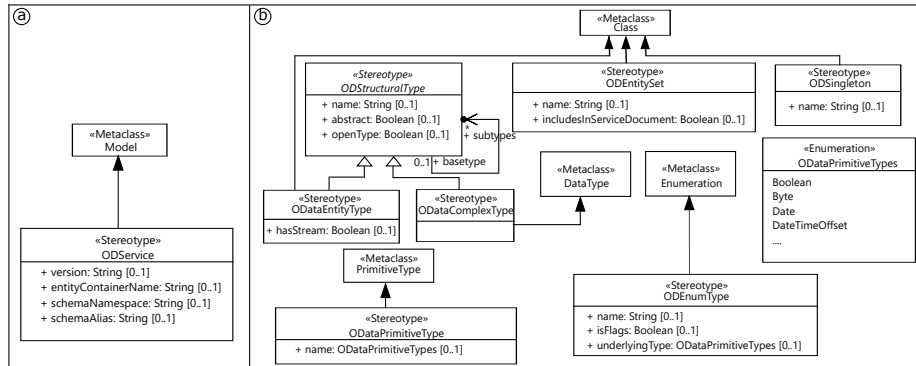 a
«Metaclass»
Model
«Stereotype»
ODService
+ version: String [0..1]
+ entityContainerName: String [0..1]
+ schemaNamespace: String [0..1]
+ schemaAlias: String [0..1]
b
«Metaclass»
Class
«Stereotype»
ODStructuralType
+ name: String [0..1]
+ abstract: Boolean [0..1]
+ openType: Boolean [0..1]
*
+ subtypes
0..1
+ basetype
«Stereotype»
ODEntitySet
+ name: String [0..1]
+ includesInServiceDocument: Boolean [0..1]
«Stereotype»
ODSingleton
+ name: String [0..1]
«Stereotype»
ODataEntityType
+ hasStream: Boolean [0..1]
«Stereotype»
ODataComplexType
«Metaclass»
DataType
«Metaclass»
Enumeration
«Enumeration»
ODataPrimitiveTypes
Boolean
Byte
Date
DateTimeOffset
....
«Metaclass»
PrimitiveType
«Stereotype»
ODataPrimitiveType
+ name: ODataPrimitiveTypes [0..1]
«Stereotype»
ODEnumType
+ name: String [0..1]
+ isFlags: Boolean [0..1]
+ underlyingType: ODataPrimitiveTypes [0..1]